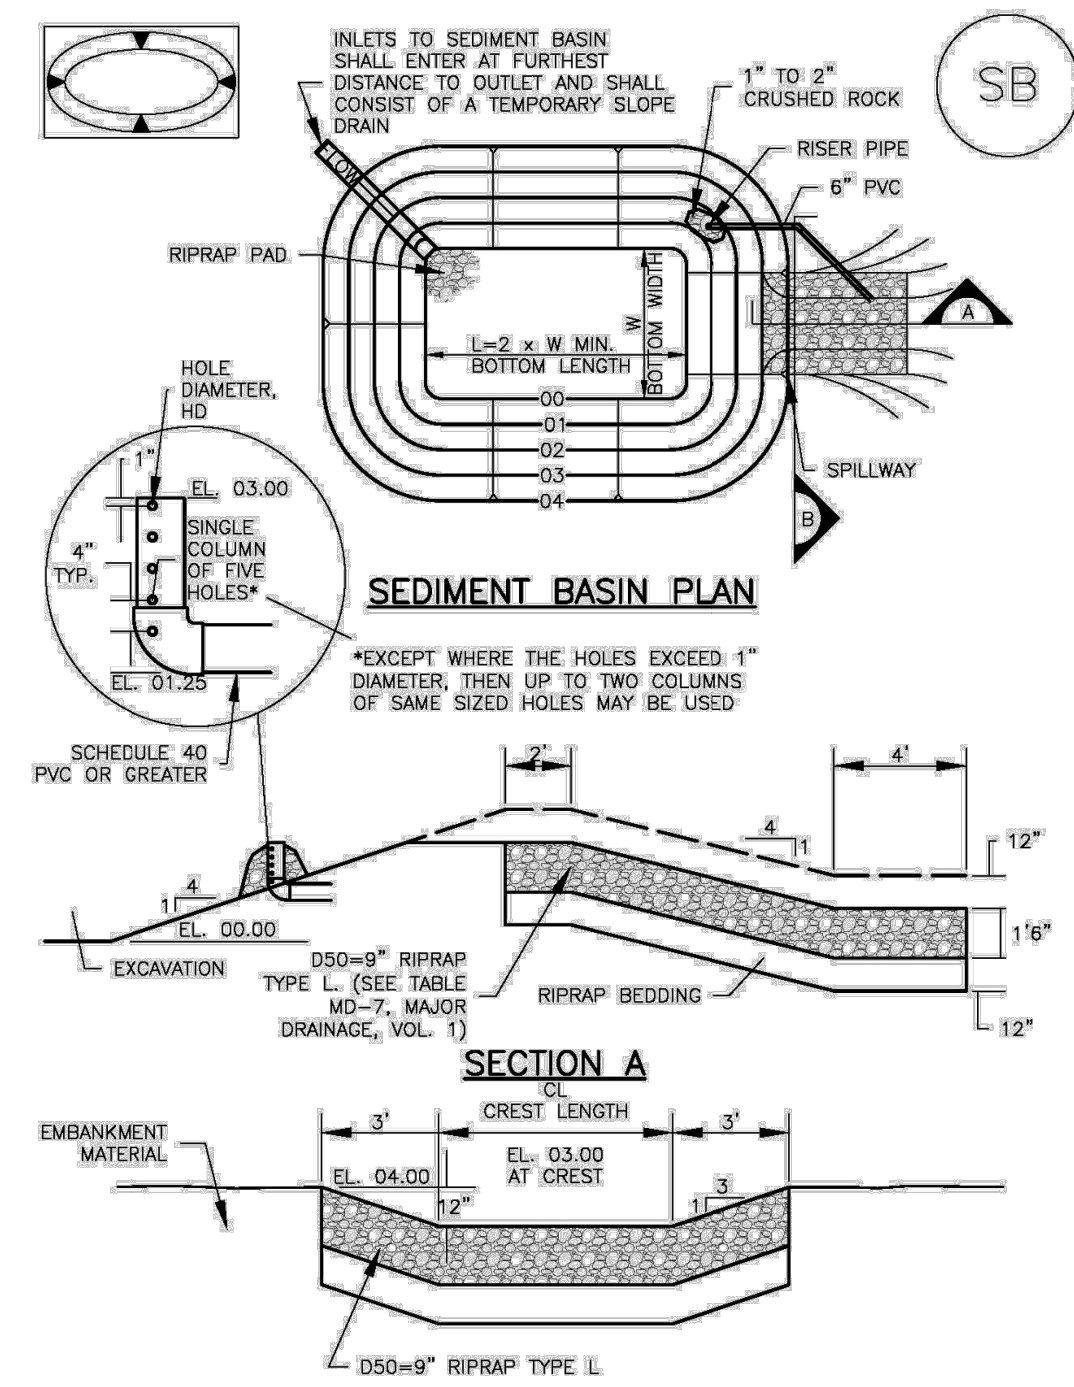 INLETS TO SEDIMENT BASIN
SHALL ENTER AT FURTHEST
DISTANCE TO OUTLET AND SHALL
CONSIST OF A TEMPORARY SLOPE
DRAIN
1" TO 2"
CRUSHED ROCK
SB
RISER PIPE
6" PVC
FLOW
RIPRAP PAD
A
W
BOTTOM WIDTH
L=2 x W MIN.
BOTTOM LENGTH
00
01
02
03
04
SPILLWAY
B
HOLE
DIAMETER,
HD
1"
EL. 03.00
4"
TYP.
SINGLE
COLUMN
OF FIVE
HOLES*
EL. 01.25
SCHEDULE 40
PVC OR GREATER
SEDIMENT BASIN PLAN
*EXCEPT WHERE THE HOLES EXCEED 1"
DIAMETER, THEN UP TO TWO COLUMNS
OF SAME SIZED HOLES MAY BE USED
2'
4'
4
1
12"
4
1
EL. 00.00
EXCAVATION
1'6"
D50=9" RIPRAP
TYPE L. (SEE TABLE
MD-7, MAJOR
DRAINAGE, VOL. 1)
RIPRAP BEDDING
12"
SECTION A
CL
CREST LENGTH
3'
3'
EMBANKMENT
MATERIAL
EL. 04.00
EL. 03.00
AT CREST
12"
3
1
D50=9" RIPRAP TYPE L